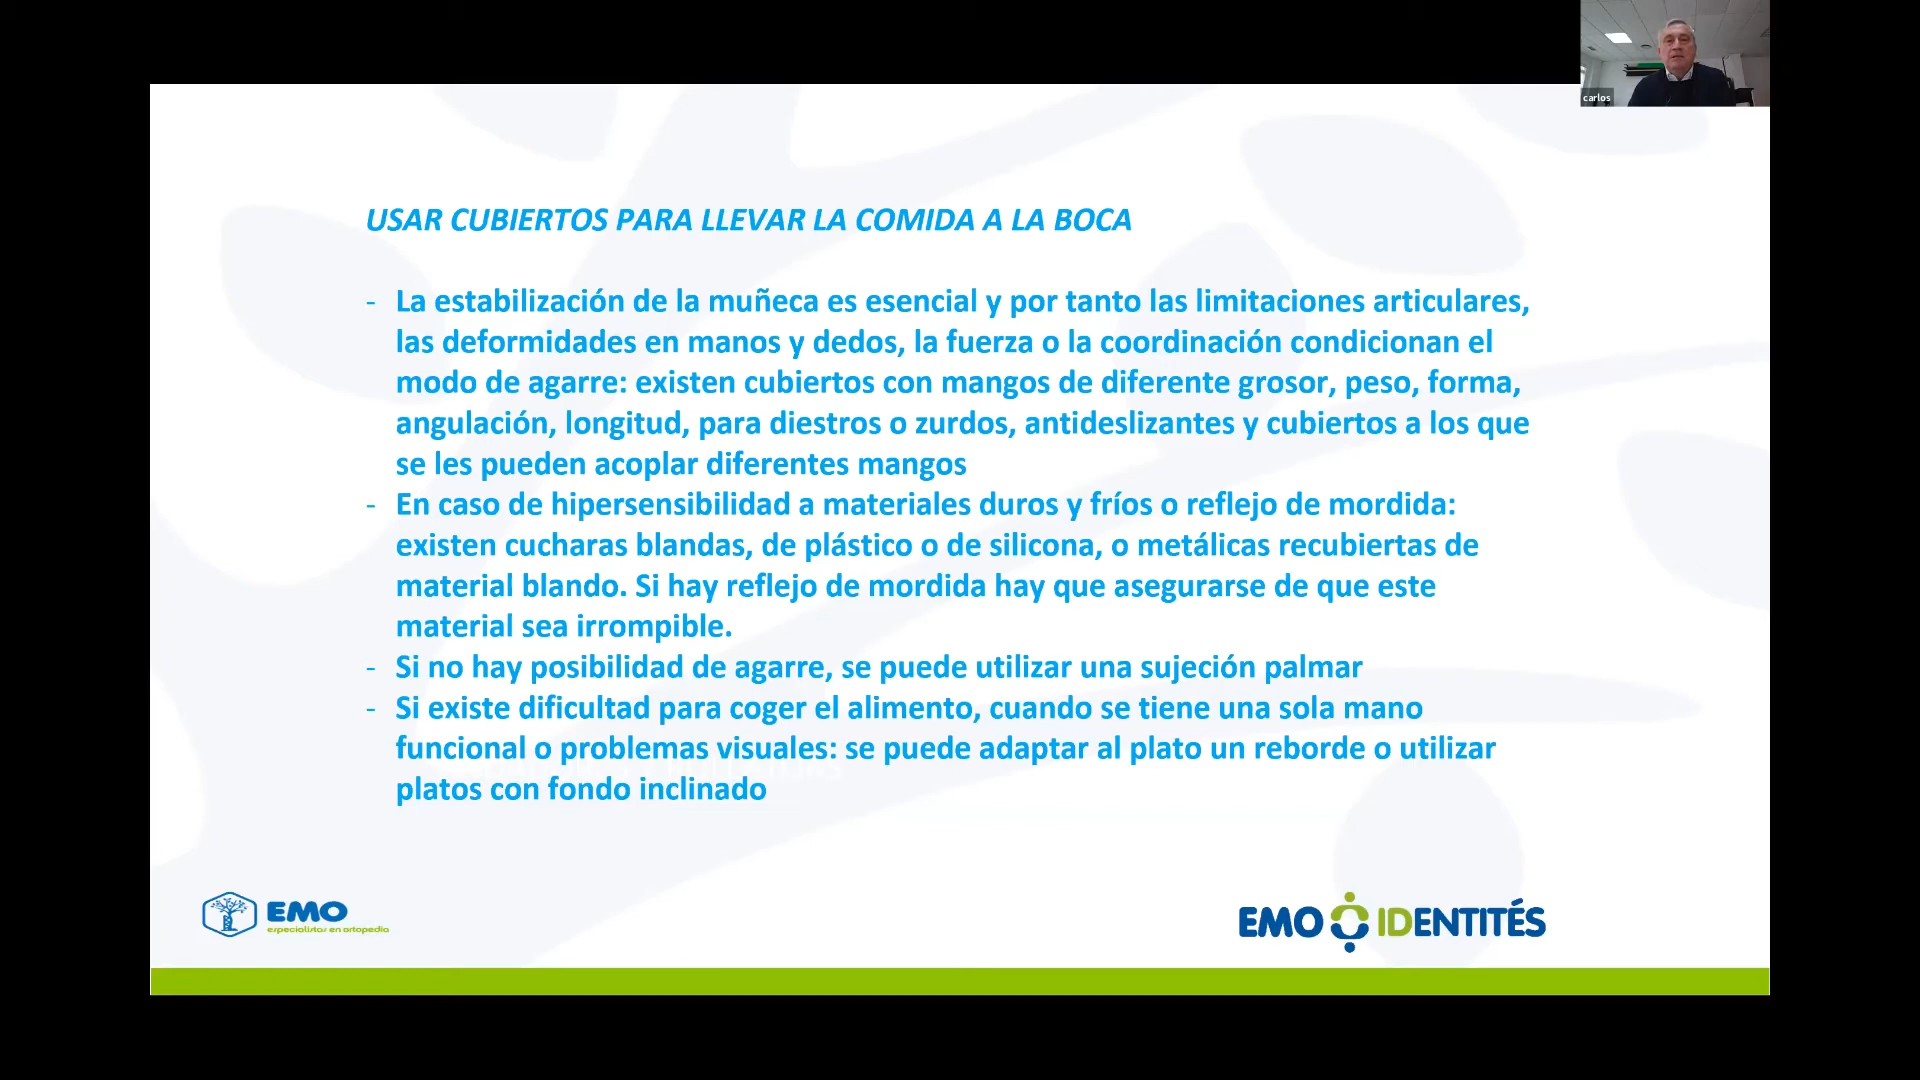 carlos
USAR CUBIERTOS PARA LLEVAR LA COMIDA A LA BOCA
- La estabilización de la muñeca es esencial y por tanto las limitaciones articulares,
las deformidades en manos y dedos, la fuerza o la coordinación condicionan el
modo de agarre: existen cubiertos con mangos de diferente grosor, peso, forma,
angulación, longitud, para diestros o zurdos, antideslizantes y cubiertos a los que
se les pueden acoplar diferentes mangos
- En caso de hipersensibilidad a materiales duros y fríos o reflejo de mordida:
existen cucharas blandas, de plástico o de silicona, o metálicas recubiertas de
material blando. Si hay reflejo de mordida hay que asegurarse de que este
material sea irrompible.
- Si no hay posibilidad de agarre, se puede utilizar una sujeción palmar
- Si existe dificultad para coger el alimento, cuando se tiene una sola mano
funcional o problemas visuales: se puede adaptar al plato un reborde o utilizar
platos con fondo inclinado
EMO
especialistas en ortopedia
EMO IDENTITÉS